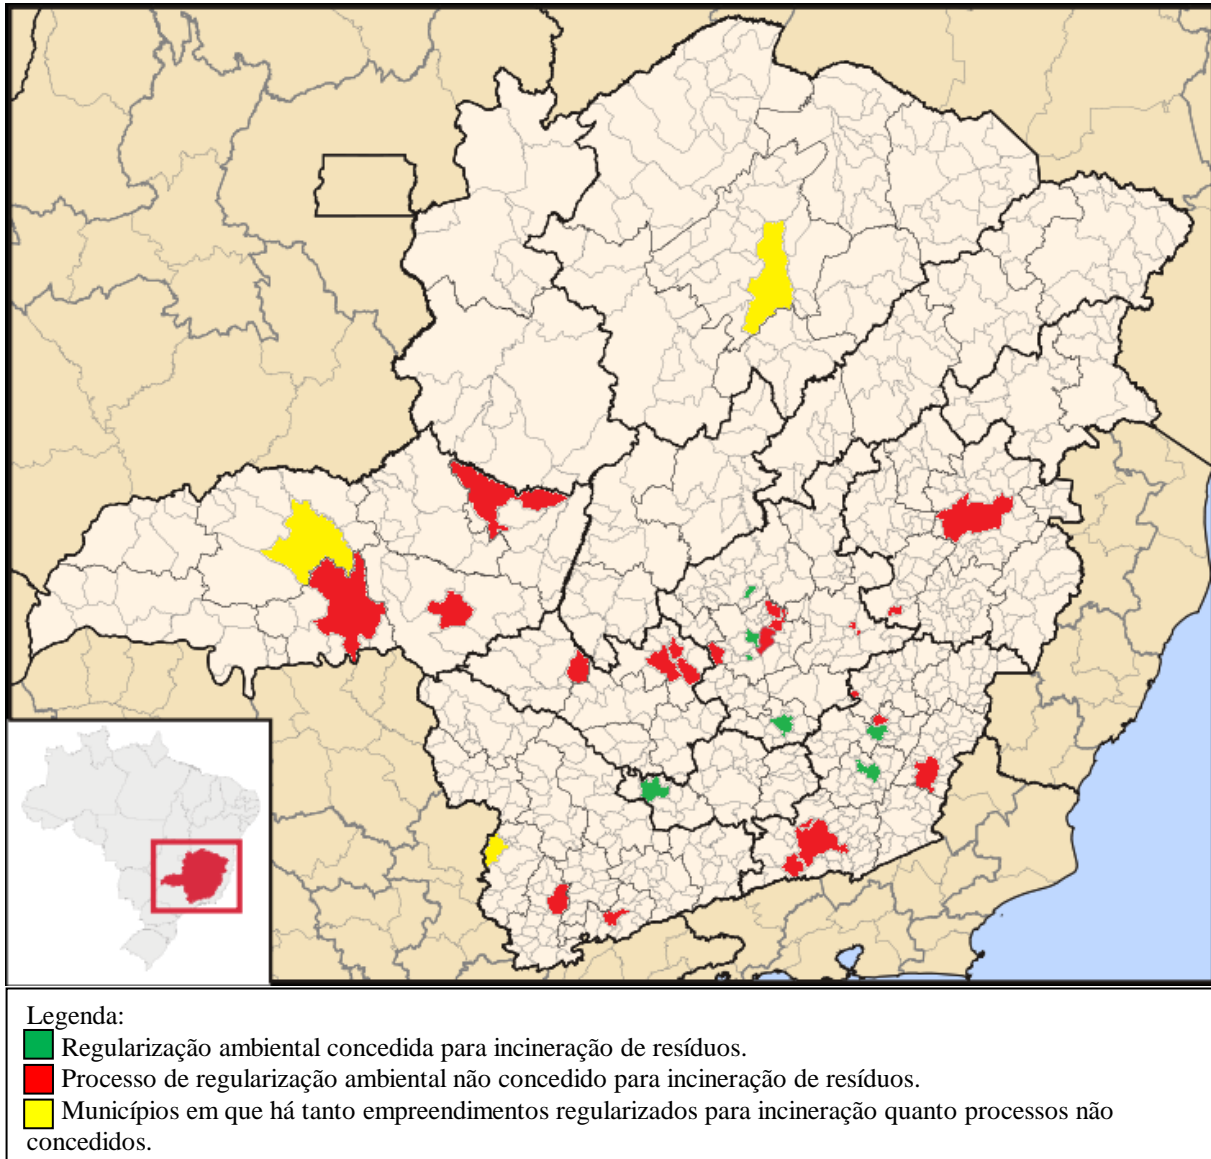 Legenda:
Regularização ambiental concedida para incineração de resíduos.
Processo de regularização ambiental não concedido para incineração de resíduos.
Municípios em que há tanto empreendimentos regularizados para incineração quanto processos não
concedidos.